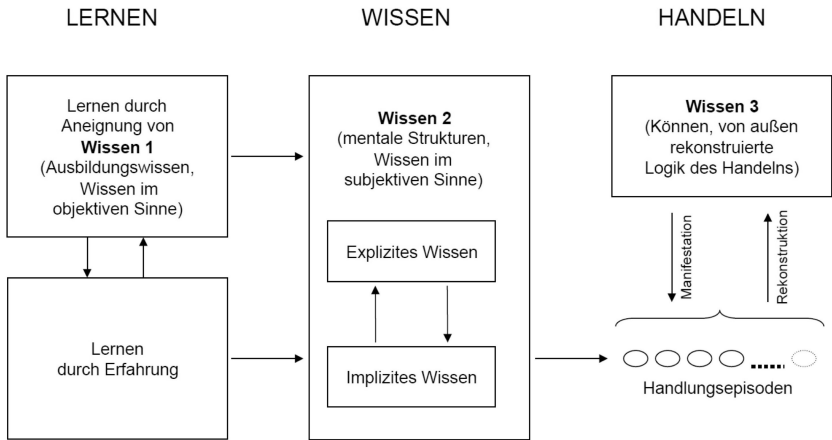 LERNEN
WISSEN
HANDELN
Lernen durch
Aneignung von
Wissen 1
(Ausbildungswissen,
Wissen im
objektiven Sinne)
Lernen
durch Erfahrung
Wissen 2
(mentale Strukturen,
Wissen im
subjektiven Sinne)
Explizites Wissen
Implizites Wissen
Wissen 3
(Können, von außen
rekonstruierte
Logik des Handelns)
Manifestation
Rekonstruktion
Handlungsepisoden